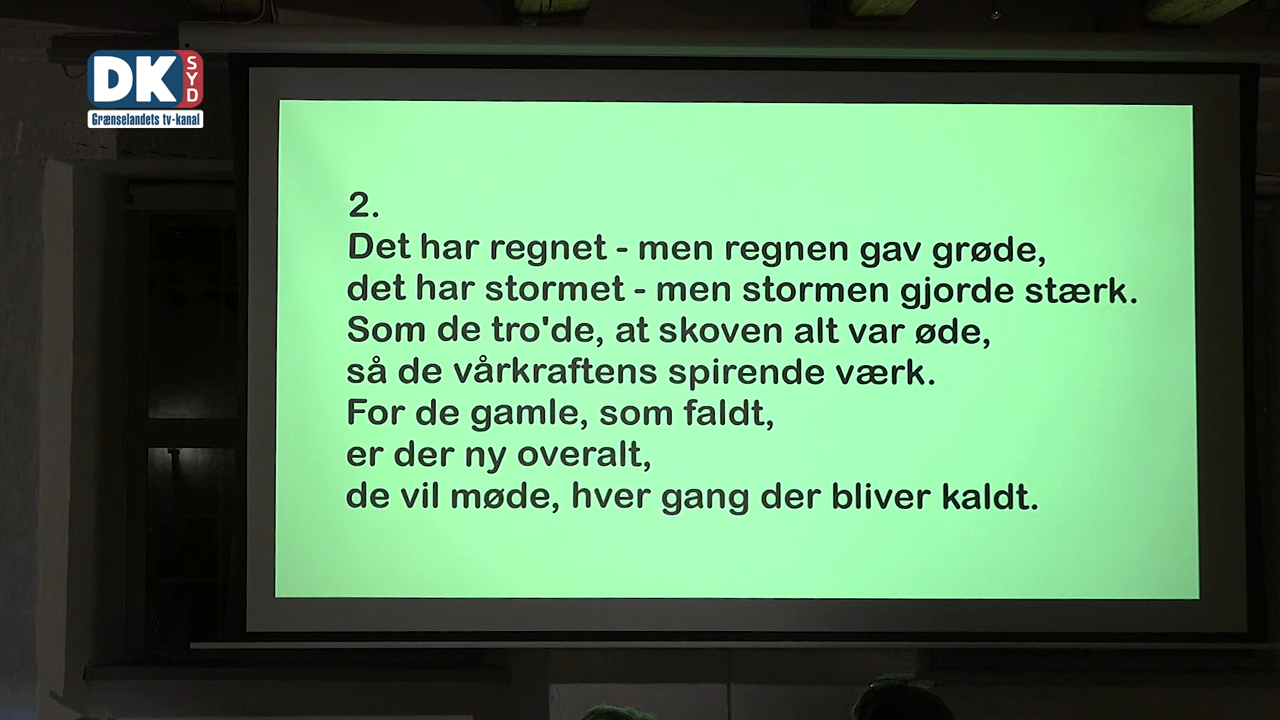 DK
SYD
Grænselandets tv-kanal
2.
Det har regnet - men regnen gav grøde,
det har stormet - men stormen gjorde stærk.
Som de tro'de, at skoven alt var øde,
så de vårkraftens spirende værk.
For de gamle, som faldt,
er der ny overalt,
de vil møde, hver gang der bliver kaldt.